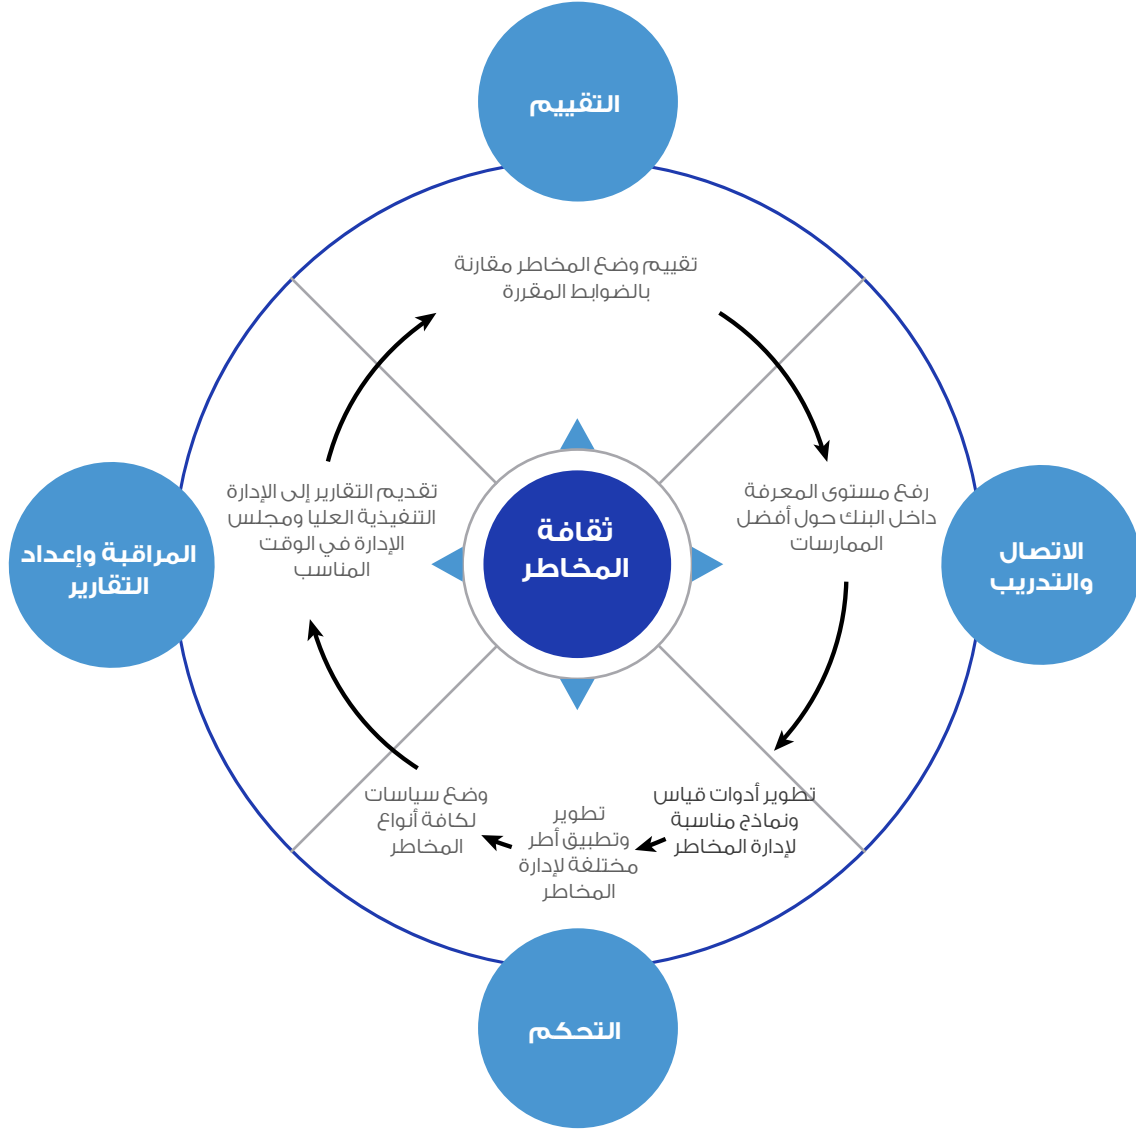 التقييم
تقييم وضع المخاطر مقارنة
بالضوابط المقررة
رفع مستوى المعرفة
داخل البنك حول أفضل
الممارسات
الاتصال
والتدريب
ثقافة
المخاطر
تقديم التقارير إلى الإدارة
التنفيذية العليا ومجلس
الإدارة في الوقت
المناسب
المراقبة وإعداد
التقارير
تطوير أدوات قياس
ونماذج مناسبة
لإدارة المخاطر
تطوير
وتطبيق أطر
مختلفة لإدارة
المخاطر
وضع سياسات
لكافة أنواع
المخاطر
التحكم